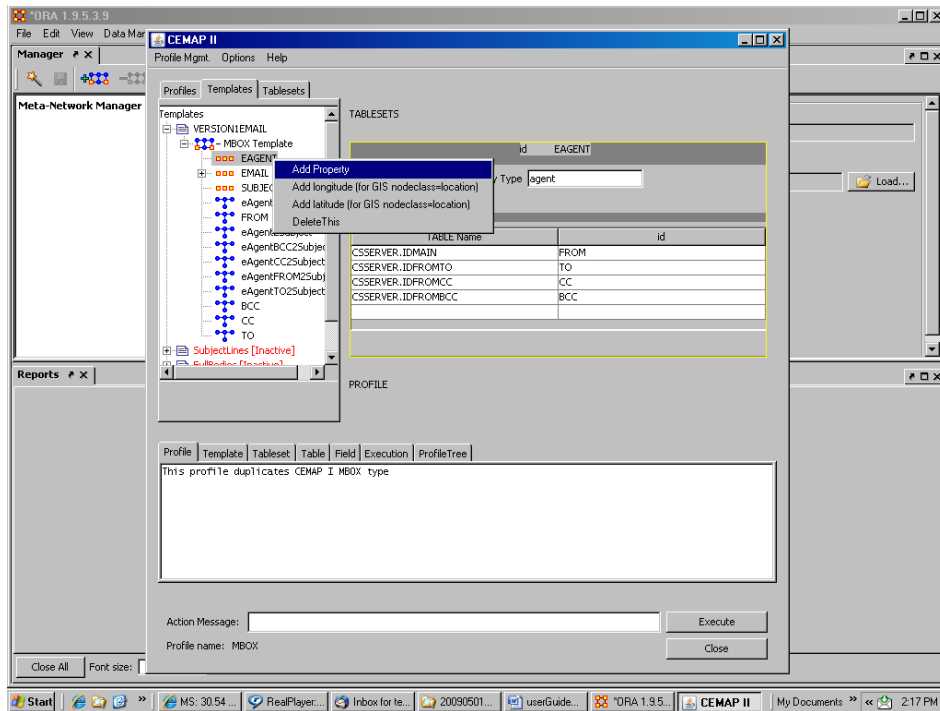 *ORA 1.9.5.3.9
File Edit View Data Mar
Manager
Meta-Network Manager
Load...
Reports
Close All Font size:
CEMAP II
Profile Mgmt. Options Help
Profiles Templates Tablesets
Templates
VERSION1EMAIL
MBOX Template
EAGENT
EMAIL
SUBJEC
eAgent
FROM
eAgent2Subject
eAgentBCC2Subjec
eAgentCC2Subject
eAgentFROM2Subj
eAgentTO2Subject
BCC
CC
TO
SubjectLines [Inactive]
FullBodies [Inactive]
Add Property
Add longitude (for GIS nodeclass=location)
Add latitude (for GIS nodeclass=location)
DeleteThis
TABLESETS
id EAGENT
y Type agent
TABLE Name id
CSSERVER.IDMAIN FROM
CSSERVER.IDFROMTO TO
CSSERVER.IDFROMCC CC
CSSERVER.IDFROMBCC BCC
PROFILE
Profile Template Tableset Table Field Execution ProfileTree
This profile duplicates CEMAP I MBOX type
Action Message: Execute
Profile name: MBOX Close
Start » MS: 30.54 ... RealPlayer:... Inbox for te... 20090501... userGuide... *ORA 1.9.5... CEMAP II My Documents » « 2:17 PM